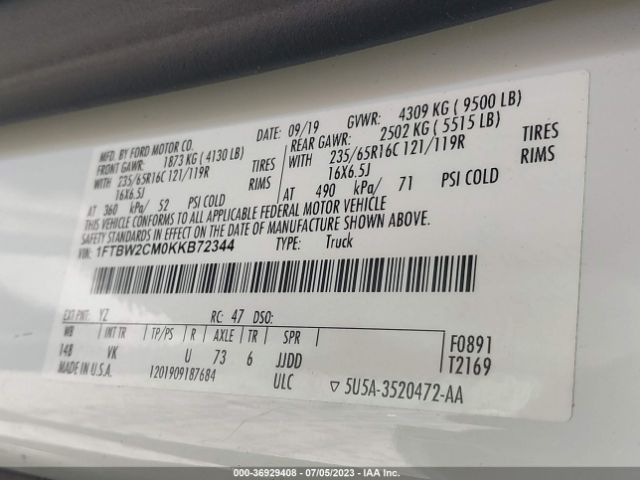 MFD. BY FORD MOTOR CO.
DATE: 09/19 GVWR: 4309 KG ( 9500 LB)
FRONT GAWR: 1873 KG ( 4130 LB)
REAR GAWR: 2502 KG ( 5515 LB)
WITH 235/65R16C 121/119R TIRES
235/65R16C 121/119R TIRES
16X6.5J RIMS
16X6.5J RIMS
AT 360 kPa/ 52 PSI COLD
AT 490 kPa/ 71 PSI COLD
THIS VEHICLE CONFORMS TO ALL APPLICABLE FEDERAL MOTOR VEHICLE
SAFETY STANDARDS IN EFFECT ON THE DATE OF MANUFACTURE SHOWN ABOVE.
VIN: 1FTBW2CM0KKB72344 TYPE: Truck
EXT PNT: YZ RC: 47 DSO:
WB INT TR TP/PS R AXLE TR SPR
148 VK U 73 6 JJDD
F0891
T2169
MADE IN U.S.A. 1201909187684 ULC ▽ 5U5A-3520472-AA
000-36929408 - 07/05/2023 - IAA Inc.